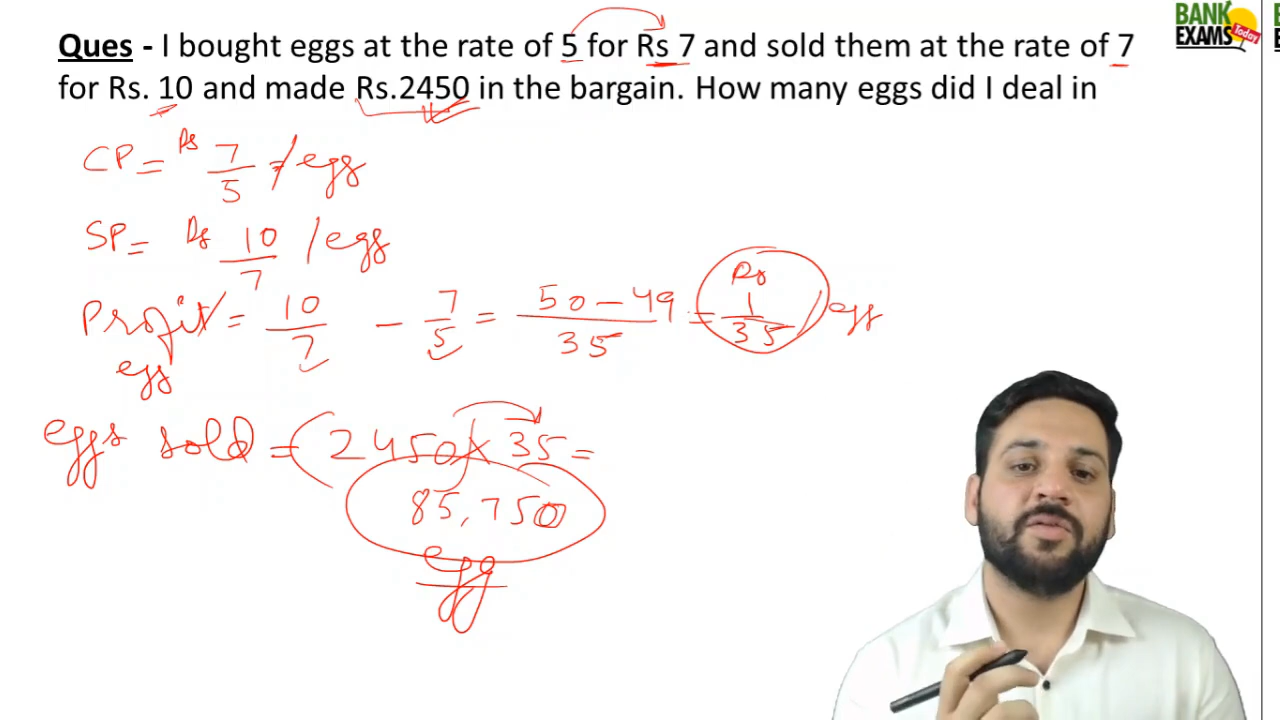 BANK
EXAMS
Today
Ques - I bought eggs at the rate of 5 for Rs 7 and sold them at the rate of 7
for Rs. 10 and made Rs.2450 in the bargain. How many eggs did I deal in
CP = Rs 7/5 = /egg
SP = Rs 10/7 /egg
Profit/egg = 10/7 - 7/5 = 50-49/35 = Rs 1/35 / egg
eggs sold = (2450 x 35 =
85,750
egg